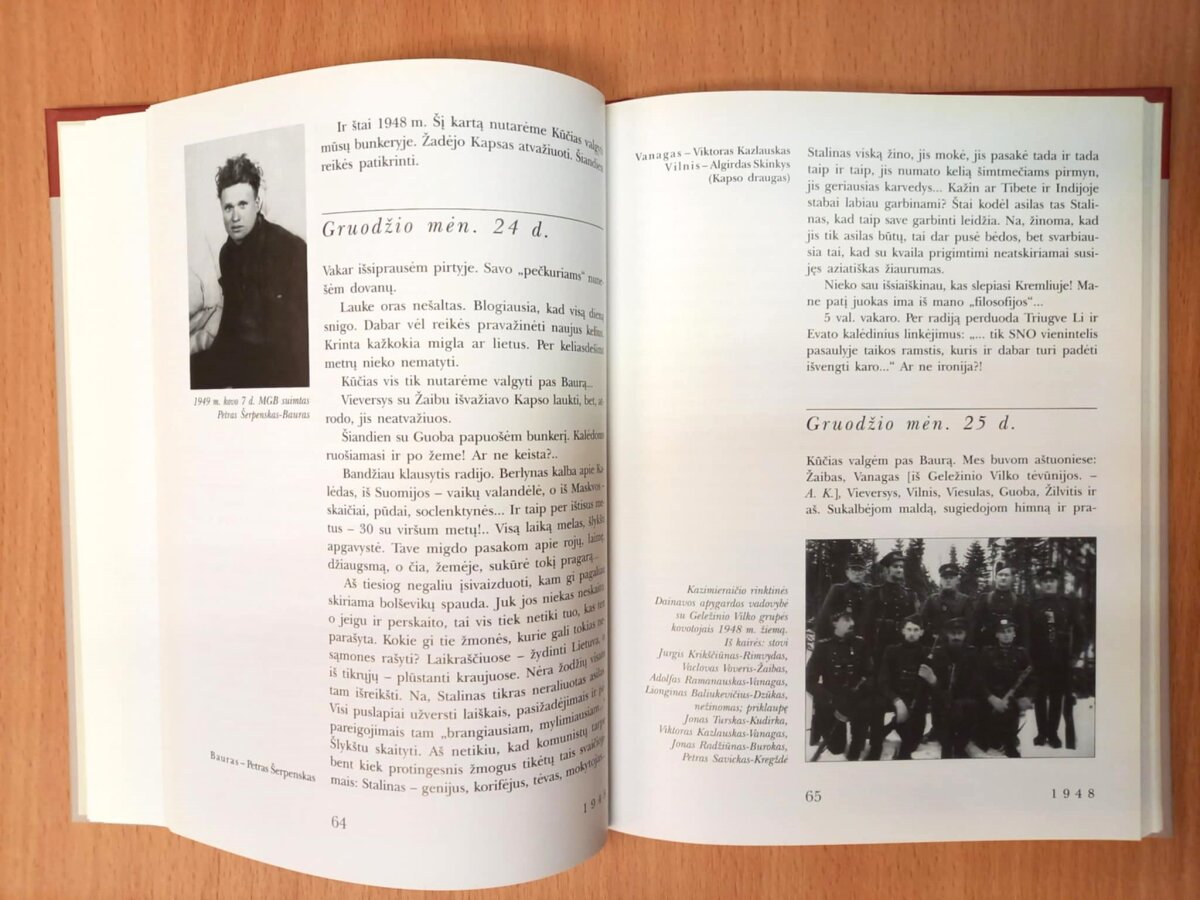 Ir štai 1948 m. Šį kartą nutarėme Kūčias valgyti
mūsų bunkeryje. Žadėjo Kapsas atvažiuoti. Šiandien
reikės patikrinti.
1949 m. kovo 7 d. MGB suimtas
Petras Šerpenskas-Bauras
Gruodžio mėn. 24 d.
Vakar išsiprausėm pirtyje. Savo „pečkuriams“ nune-
šėm dovanų.
Lauke oras nešaltas. Blogiausia, kad visą dieną
snigo. Dabar vėl reikės pravažinėti naujus kelius.
Krinta kažkokia migla ar lietus. Per keliasdešimt
metrų nieko nematyti.
Kūčias vis tik nutarėme valgyti pas Baurą...
Vieversys su Žaibu išvažiavo Kapso laukti, bet, at-
rodo, jis neatvažiuos.
Šiandien su Guoba papuošėm bunkerį. Kalėdoms
ruošiamasi ir po žeme! Ar ne keista?..
Bandžiau klausytis radijo. Berlynas kalba apie Ka-
lėdas, iš Suomijos – vaikų valandėlė, o iš Maskvos –
skaičiai, pūdai, soclenktynės... Ir taip per ištisus me-
tus – 30 su viršum metų!.. Visą laiką melas, šlykšti
apgavystė. Tave migdo pasakom apie rojų, laimę,
džiaugsmą, o čia, žemėje, sukūrė tokį pragarą...
Aš tiesiog negaliu įsivaizduoti, kam gi pagaliau
skiriama bolševikų spauda. Juk jos niekas neskaito,
o jeigu ir perskaito, tai vis tiek netiki tuo, kas ten
parašyta. Kokie gi tie žmonės, kurie gali tokias ne-
sąmones rašyti? Laikraščiuose – žydinti Lietuva, o
iš tikrųjų – plūstanti kraujuose. Nėra žodžių visam
tam išreikšti. Na, Stalinas tikras neraliuotas asilas.
Visi puslapiai užversti laiškais, pasižadėjimais ir pa-
pareigojimais tam „brangiausiam, mylimiausiam...“
Šlykštu skaityti. Aš netikiu, kad komunistų tarpe
bent kiek protingesnis žmogus tikėtų tais svaičioji-
mais: Stalinas – genijus, korifėjus, tėvas, mokytojas...
Bauras – Petras Šerpenskas
64
Vanagas – Viktoras Kazlauskas
Vilnis – Algirdas Skinkys
(Kapso draugas)
Stalinas viską žino, jis mokė, jis pasakė tada ir tada
taip ir taip, jis numato kelią šimtmečiams pirmyn,
jis geriausias karvedys... Kažin ar Tibete ir Indijoje
stabai labiau garbinami? Štai kodėl asilas tas Stali-
nas, kad taip save garbinti leidžia. Na, žinoma, kad
jis tik asilas būtų, tai dar pusė bėdos, bet svarbiau-
sia tai, kad su kvaila prigimtimi neatskiriamai susi-
jęs aziatiškas žiaurumas.
Nieko sau išsiaiškinau, kas slepiasi Kremliuje! Ma-
ne patį juokas ima iš mano „filosofijos“...
5 val. vakaro. Per radiją perduoda Triugve Li ir
Evato kalėdinius linkėjimus: „... tik SNO vienintelis
pasaulyje taikos ramstis, kuris ir dabar turi padėti
išvengti karo...“ Ar ne ironija?!
Gruodžio mėn. 25 d.
Kūčias valgėm pas Baurą. Mes buvom aštuoniese:
Žaibas, Vanagas [iš Geležinio Vilko tėvūnijos. –
A. K.], Vieversys, Vilnis, Viesulas, Guoba, Žilvitis ir
aš. Sukalbėjom maldą, sugiedojom himną ir pra-
Kazimieraičio rinktinės
Dainavos apygardos vadovybė
su Geležinio Vilko grupės
kovotojais 1948 m. žiemą.
Iš kairės: stovi
Jurgis Krikščiūnas-Rimvydas,
Vaclovas Voveris-Žaibas,
Adolfas Ramanauskas-Vanagas,
Lionginas Baliukevičius-Dzūkas,
nežinomas; priklaupę
Jonas Turskas-Kudirka,
Viktoras Kazlauskas-Vanagas,
Jonas Radžiūnas-Burokas,
Petras Savickas-Kregždė
65
1948